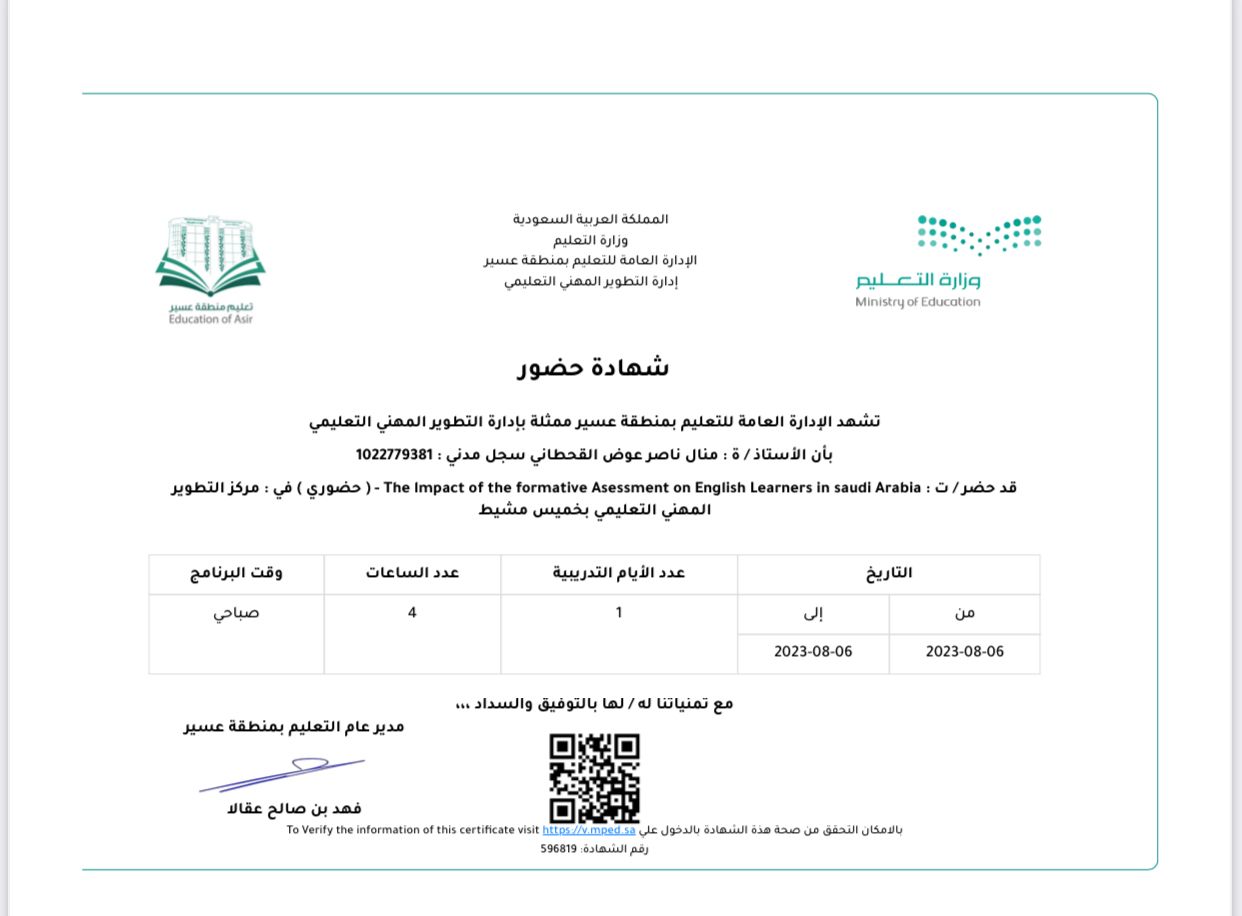 المملكة العربية السعودية
وزارة التعليم
الإدارة العامة للتعليم بمنطقة عسير
إدارة التطوير المهني التعليمي
وزارة التعليم
Ministry of Education
تعليم منطقة عسير
Education of Asir
شهادة حضور
تشهد الإدارة العامة للتعليم بمنطقة عسير ممثلة بإدارة التطوير المهني التعليمي
بأن الأستاذ / ة : منال ناصر عوض القحطاني سجل مدني : 1022779381
قد حضر / ت : The Impact of the formative Asessment on English Learners in saudi Arabia - ( حضوري ) في : مركز التطوير
المهني التعليمي بخميس مشيط
التاريخ عدد الأيام التدريبية عدد الساعات وقت البرنامج
من إلى 1 4 صباحي
2023-08-06 2023-08-06
مع تمنياتنا له / لها بالتوفيق والسداد ،،،
مدير عام التعليم بمنطقة عسير
فهد بن صالح عقالا
بالامكان التحقق من صحة هذة الشهادة بالدخول علي To Verify the information of this certificate visit https://v.mped.sa
رقم الشهادة: 596819